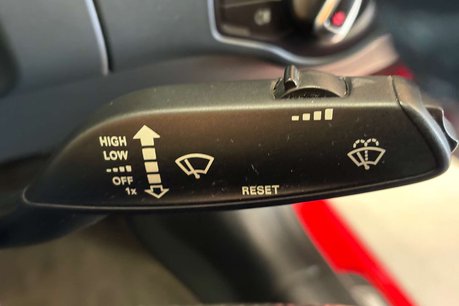 HIGH
LOW
OFF
1x
RESET